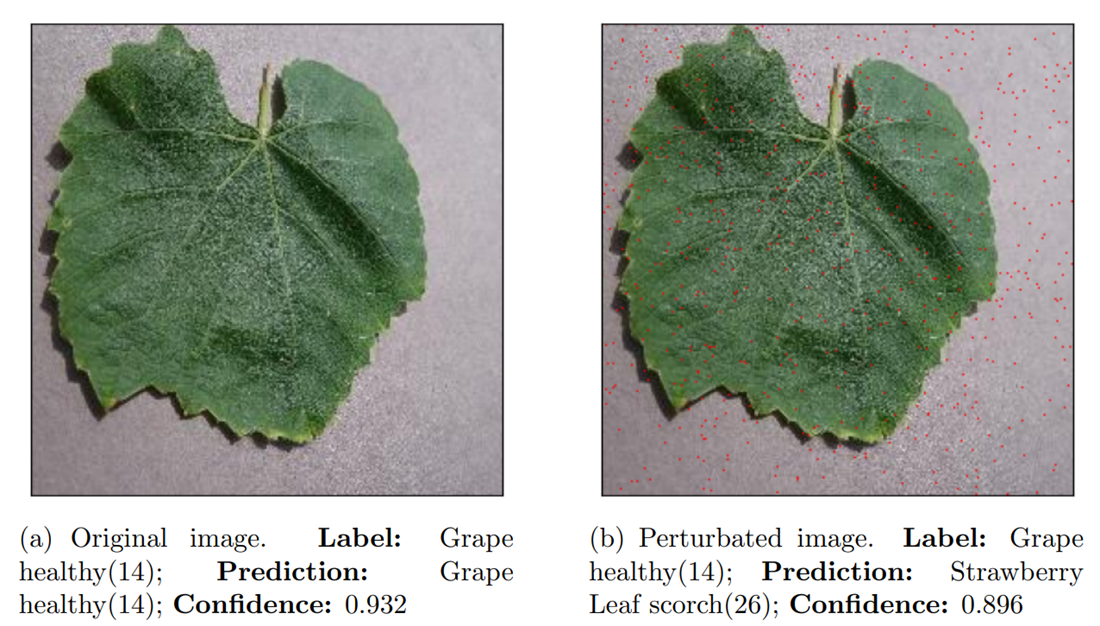 (a) Original image. Label: Grape
healthy(14); Prediction: Grape
healthy(14); Confidence: 0.932
(b) Perturbated image. Label: Grape
healthy(14); Prediction: Strawberry
Leaf scorch(26); Confidence: 0.896